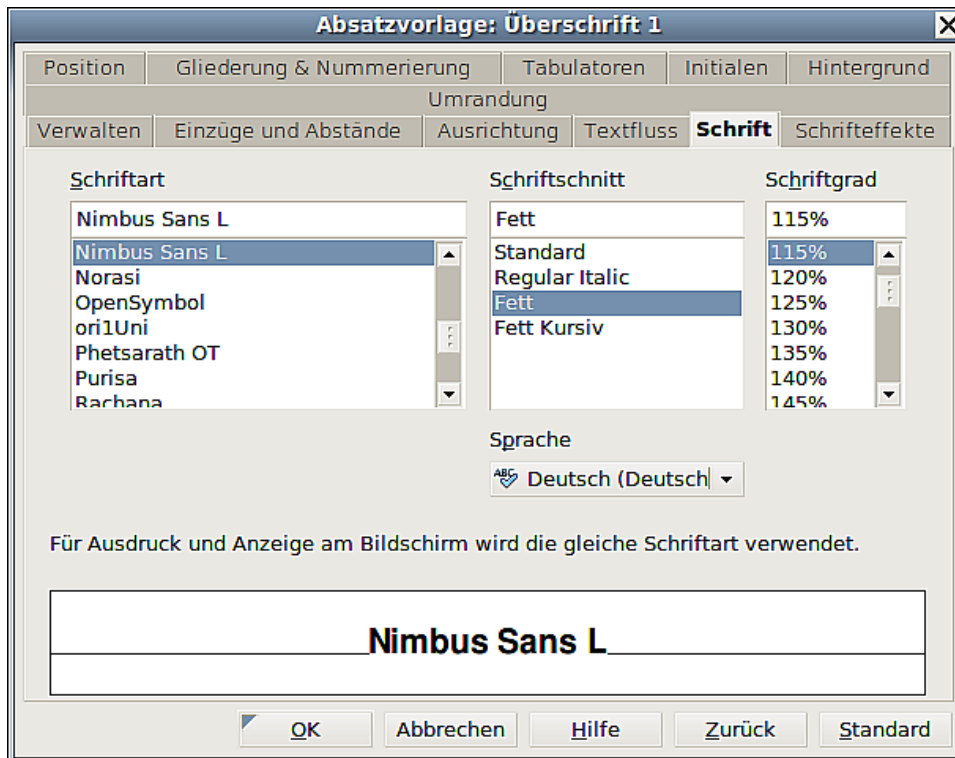 Absatzvorlage: Überschrift 1
Position Gliederung & Nummerierung Tabulatoren Initialen Hintergrund
Umrandung
Verwalten Einzüge und Abstände Ausrichtung Textfluss Schrift Schrifteffekte
Schriftart Schriftschnitt Schriftgrad
Nimbus Sans L Fett 115%
Nimbus Sans L Standard 115%
Norasi Regular Italic 120%
OpenSymbol Fett 125%
ori1Uni Fett Kursiv 130%
Phetsarath OT 135%
Purisa 140%
Rachana 145%
Sprache
ABC Deutsch (Deutsch
Für Ausdruck und Anzeige am Bildschirm wird die gleiche Schriftart verwendet.
Nimbus Sans L
OK Abbrechen Hilfe Zurück Standard